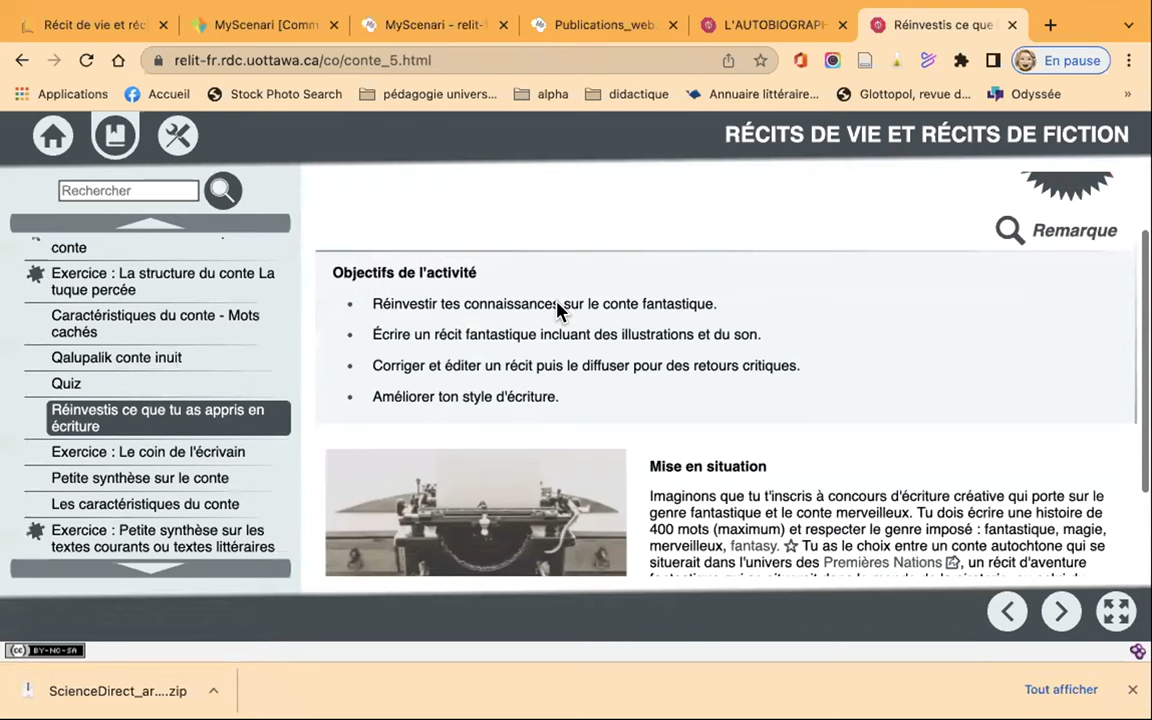 Récit de vie et réc
MyScenari [Comm
MyScenari - relit-
Publications_web
L'AUTOBIOGRAPH
Réinvestis ce que
relit-fr.rdc.uottawa.ca/co/conte_5.html
En pause
Applications
Accueil
Stock Photo Search
pédagogie univers...
alpha
didactique
Annuaire littéraire...
Glottopol, revue d...
Odyssée
»
RÉCITS DE VIE ET RÉCITS DE FICTION
Rechercher
conte
Exercice : La structure du conte La
tuque percée
Caractéristiques du conte - Mots
cachés
Qalupalik conte inuit
Quiz
Réinvestis ce que tu as appris en
écriture
Exercice : Le coin de l'écrivain
Petite synthèse sur le conte
Les caractéristiques du conte
Exercice : Petite synthèse sur les
textes courants ou textes littéraires
Remarque
Objectifs de l'activité
• Réinvestir tes connaissances sur le conte fantastique.
• Écrire un récit fantastique incluant des illustrations et du son.
• Corriger et éditer un récit puis le diffuser pour des retours critiques.
• Améliorer ton style d'écriture.
Mise en situation
Imaginons que tu t'inscris à concours d'écriture créative qui porte sur le
genre fantastique et le conte merveilleux. Tu dois écrire une histoire de
400 mots (maximum) et respecter le genre imposé : fantastique, magie,
merveilleux, fantasy. Tu as le choix entre un conte autochtone qui se
situerait dans l'univers des Premières Nations, un récit d'aventure
cc BY-NC-SA
ScienceDirect_ar....zip
Tout afficher